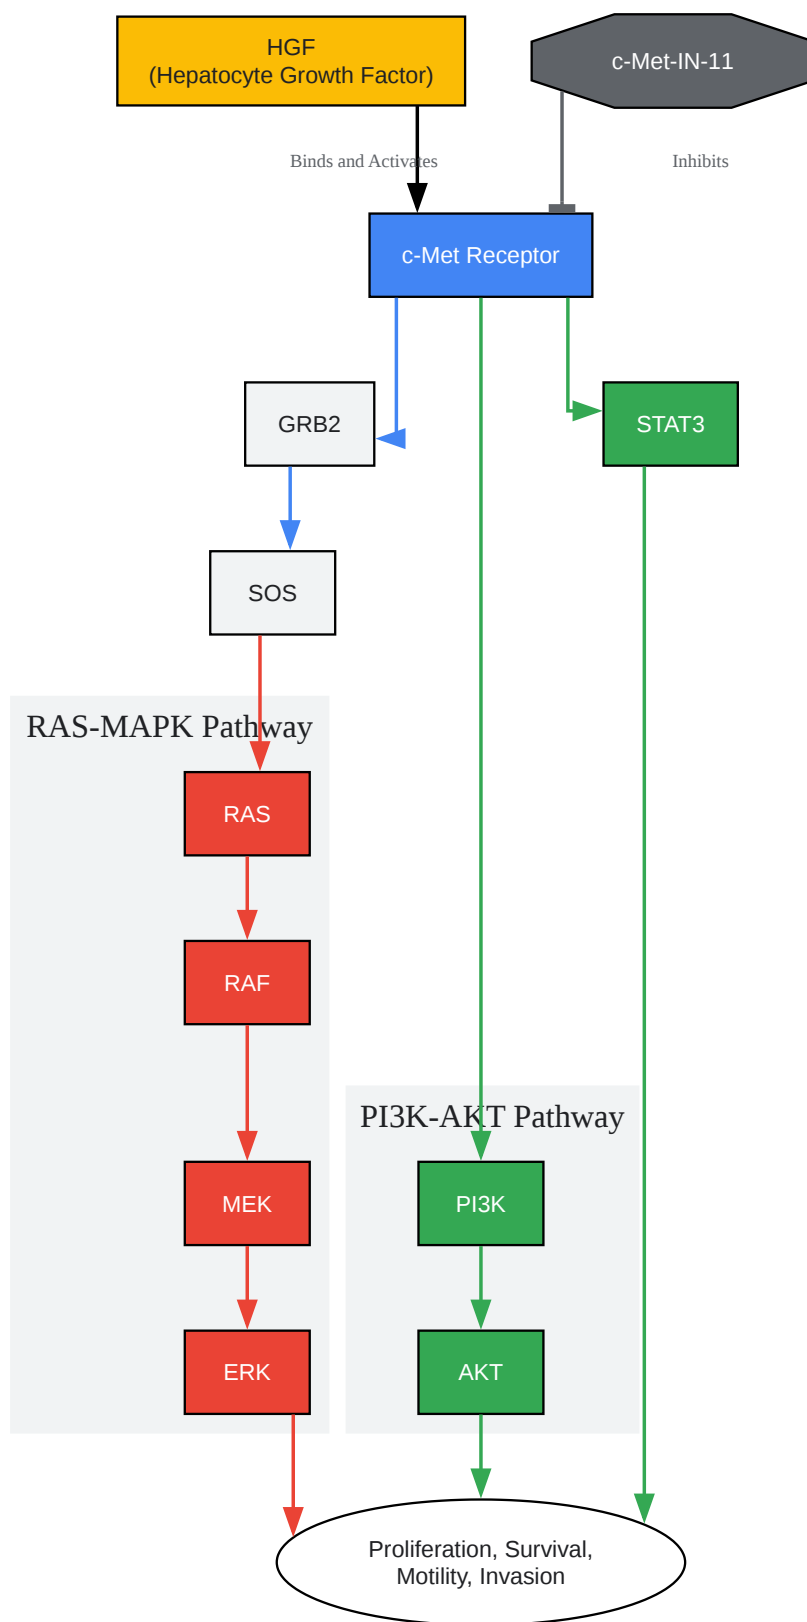 HGF
(Hepatocyte Growth Factor)
c-Met-IN-11
Binds and Activates
Inhibits
c-Met Receptor
GRB2
STAT3
SOS
RAS-MAPK Pathway
RAS
RAF
PI3K-AKT Pathway
MEK
PI3K
ERK
AKT
Proliferation, Survival,
Motility, Invasion